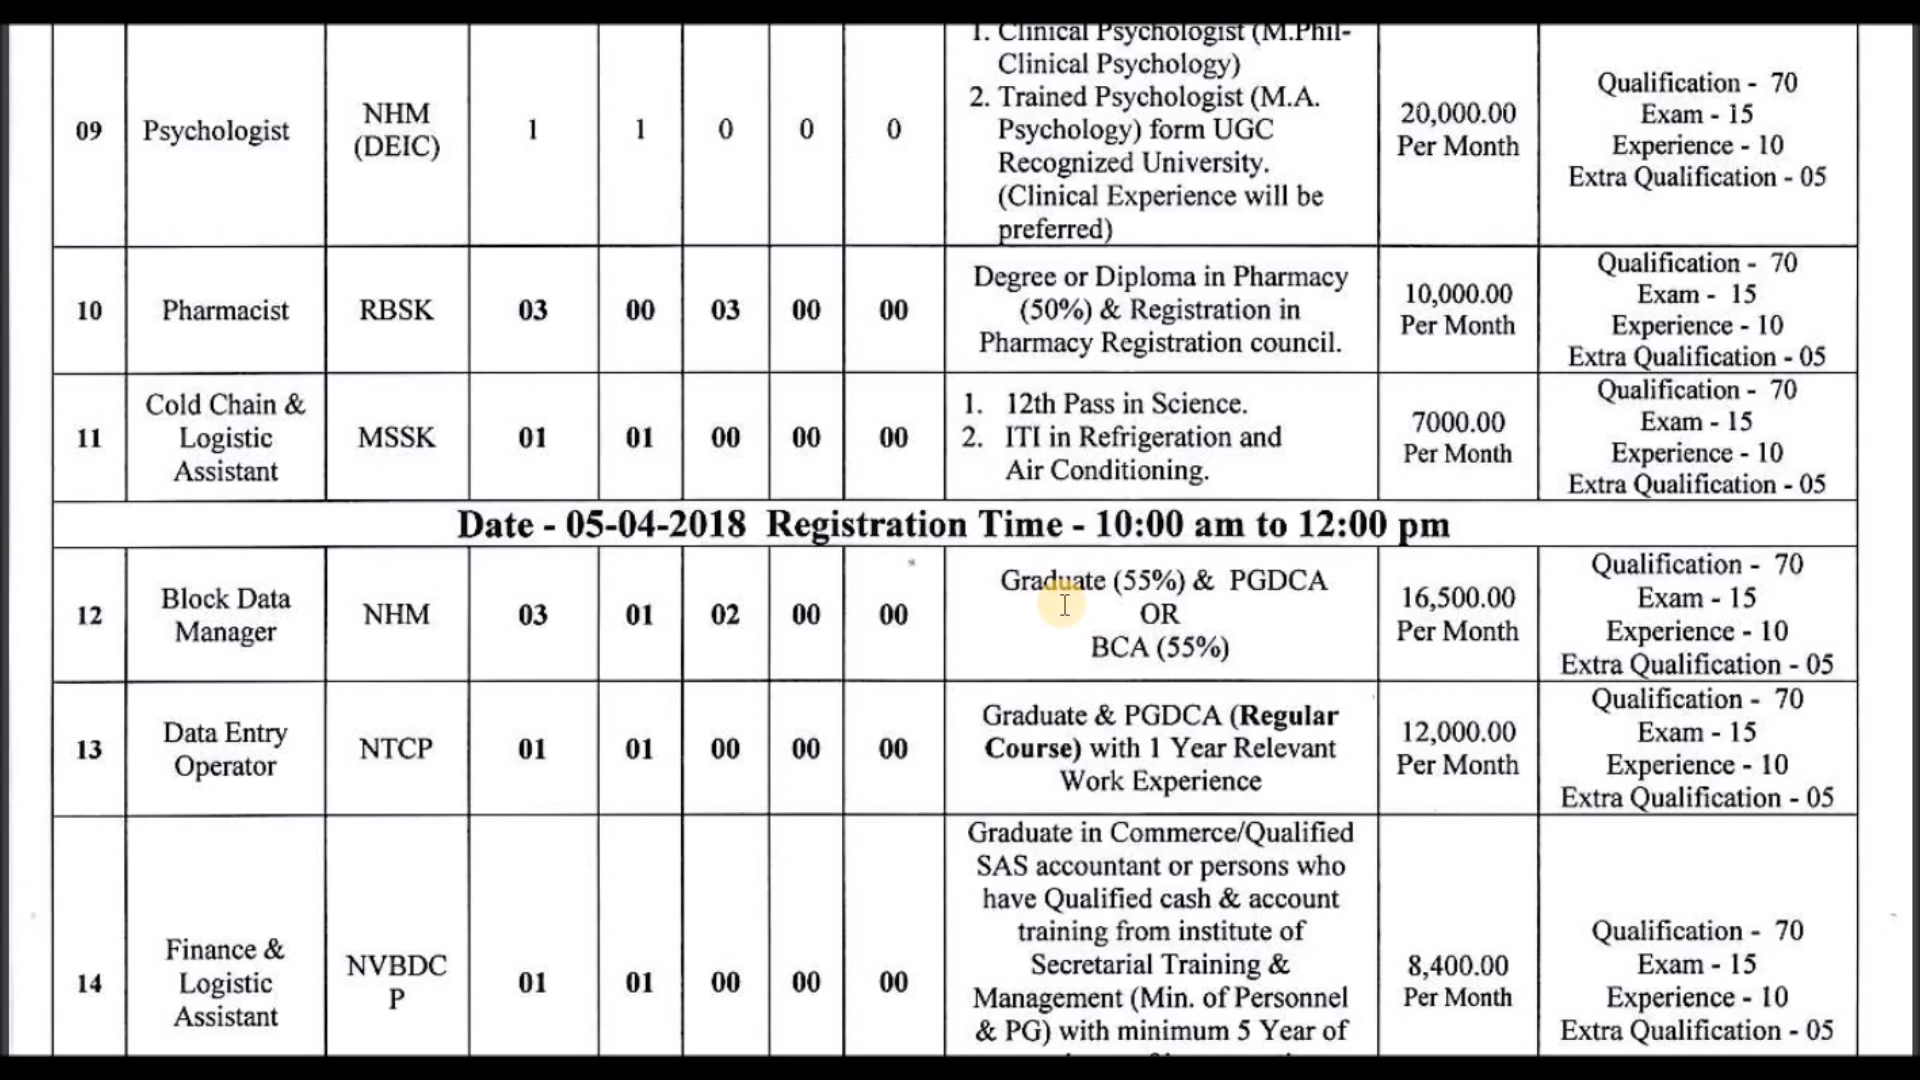 09
Psychologist
NHM
(DEIC)
1
1
0
0
0
1. Clinical Psychologist (M.Phil-
Clinical Psychology)
2. Trained Psychologist (M.A.
Psychology) form UGC
Recognized University.
(Clinical Experience will be
preferred)
20,000.00
Per Month
Qualification - 70
Exam - 15
Experience - 10
Extra Qualification - 05
10
Pharmacist
RBSK
03
00
03
00
00
Degree or Diploma in Pharmacy
(50%) & Registration in
Pharmacy Registration council.
10,000.00
Per Month
Qualification - 70
Exam - 15
Experience - 10
Extra Qualification - 05
11
Cold Chain &
Logistic
Assistant
MSSK
01
01
00
00
00
1. 12th Pass in Science.
2. ITI in Refrigeration and
Air Conditioning.
7000.00
Per Month
Qualification - 70
Exam - 15
Experience - 10
Extra Qualification - 05
Date - 05-04-2018 Registration Time - 10:00 am to 12:00 pm
12
Block Data
Manager
NHM
03
01
02
00
00
Graduate (55%) & PGDCA
OR
BCA (55%)
16,500.00
Per Month
Qualification - 70
Exam - 15
Experience - 10
Extra Qualification - 05
13
Data Entry
Operator
NTCP
01
01
00
00
00
Graduate & PGDCA (Regular
Course) with 1 Year Relevant
Work Experience
12,000.00
Per Month
Qualification - 70
Exam - 15
Experience - 10
Extra Qualification - 05
14
Finance &
Logistic
Assistant
NVBDC
P
01
01
00
00
00
Graduate in Commerce/Qualified
SAS accountant or persons who
have Qualified cash & account
training from institute of
Secretarial Training &
Management (Min. of Personnel
& PG) with minimum 5 Year of
8,400.00
Per Month
Qualification - 70
Exam - 15
Experience - 10
Extra Qualification - 05